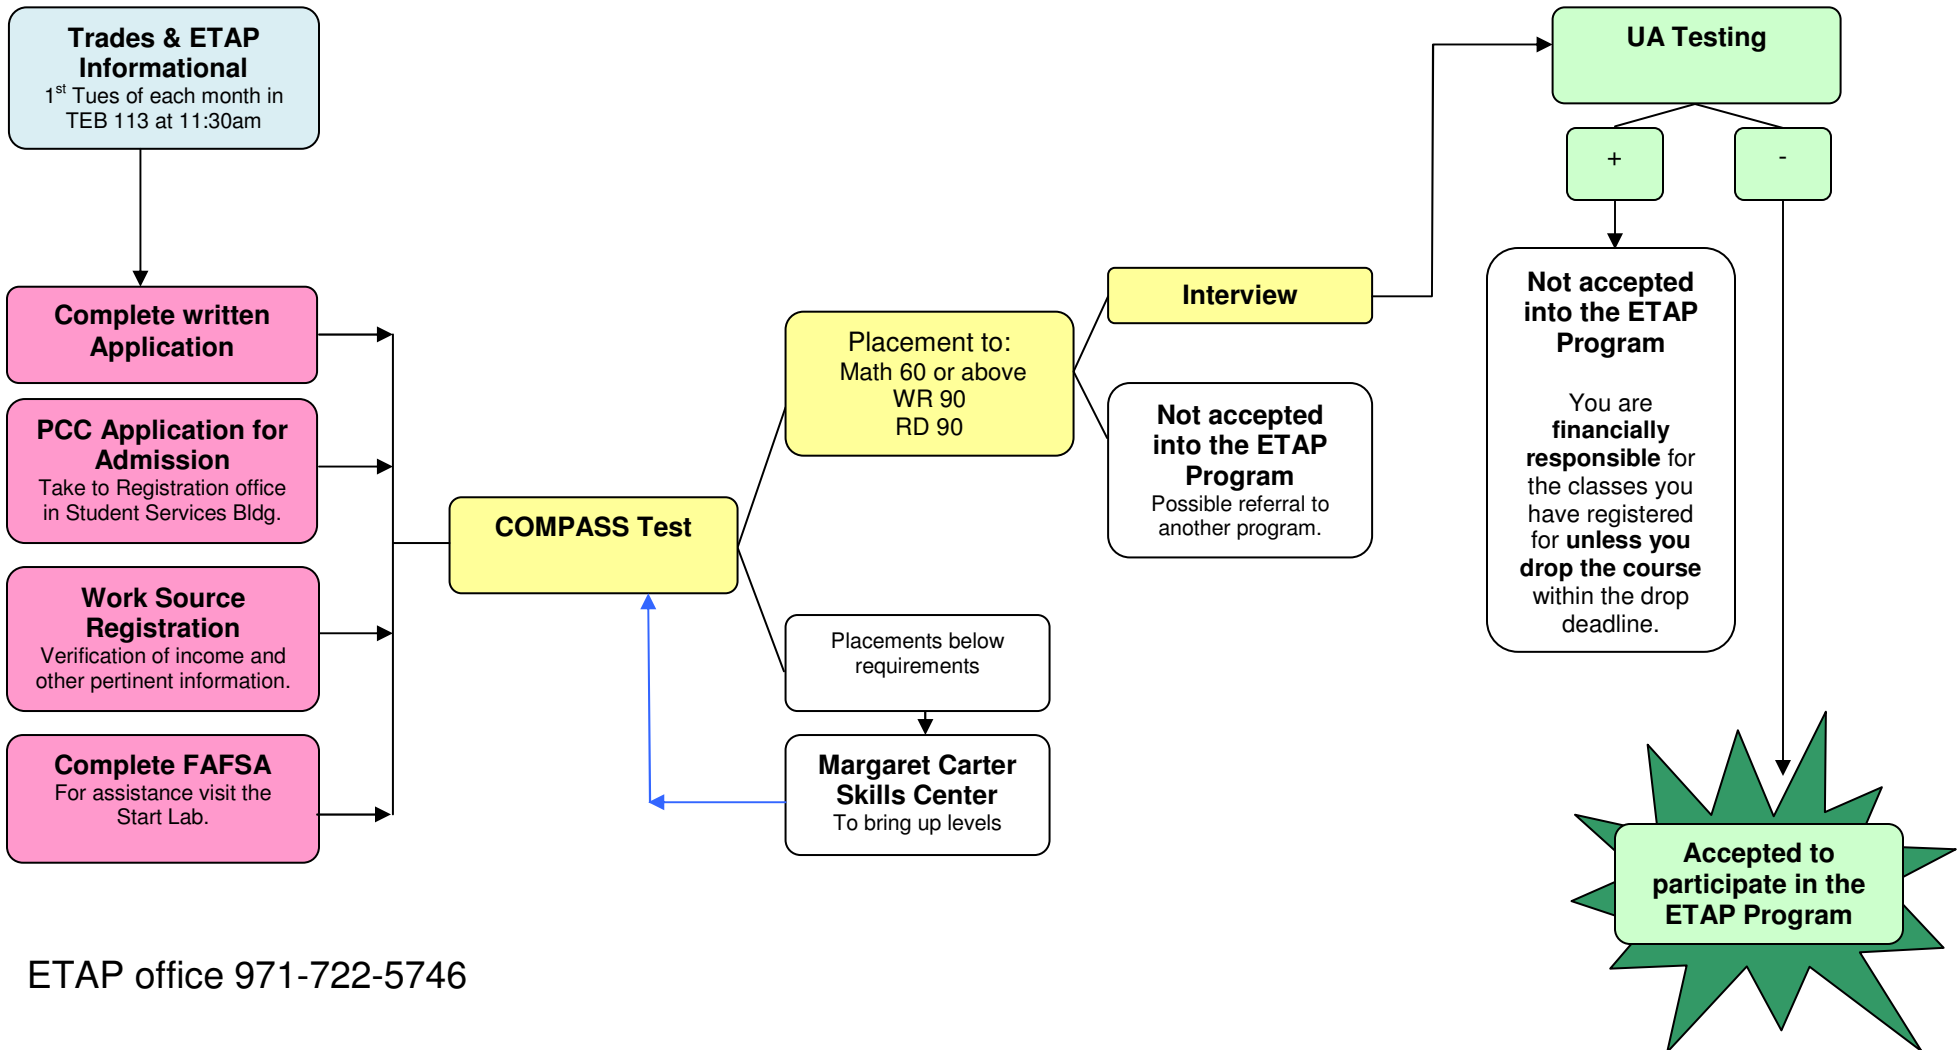 Trades & ETAP
Informational
1st Tues of each month in
TEB 113 at 11:30am
Complete written
Application
PCC Application for
Admission
Take to Registration office
in Student Services Bldg.
Work Source
Registration
Verification of income and
other pertinent information.
Complete FAFSA
For assistance visit the
Start Lab.
COMPASS Test
Placement to:
Math 60 or above
WR 90
RD 90
Placements below
requirements
Margaret Carter
Skills Center
To bring up levels
Interview
Not accepted
into the ETAP
Program
Possible referral to
another program.
UA Testing
+
-
Not accepted
into the ETAP
Program
You are
financially
responsible for
the classes you
have registered
for unless you
drop the course
within the drop
deadline.
Accepted to
participate in the
ETAP Program
ETAP office 971-722-5746